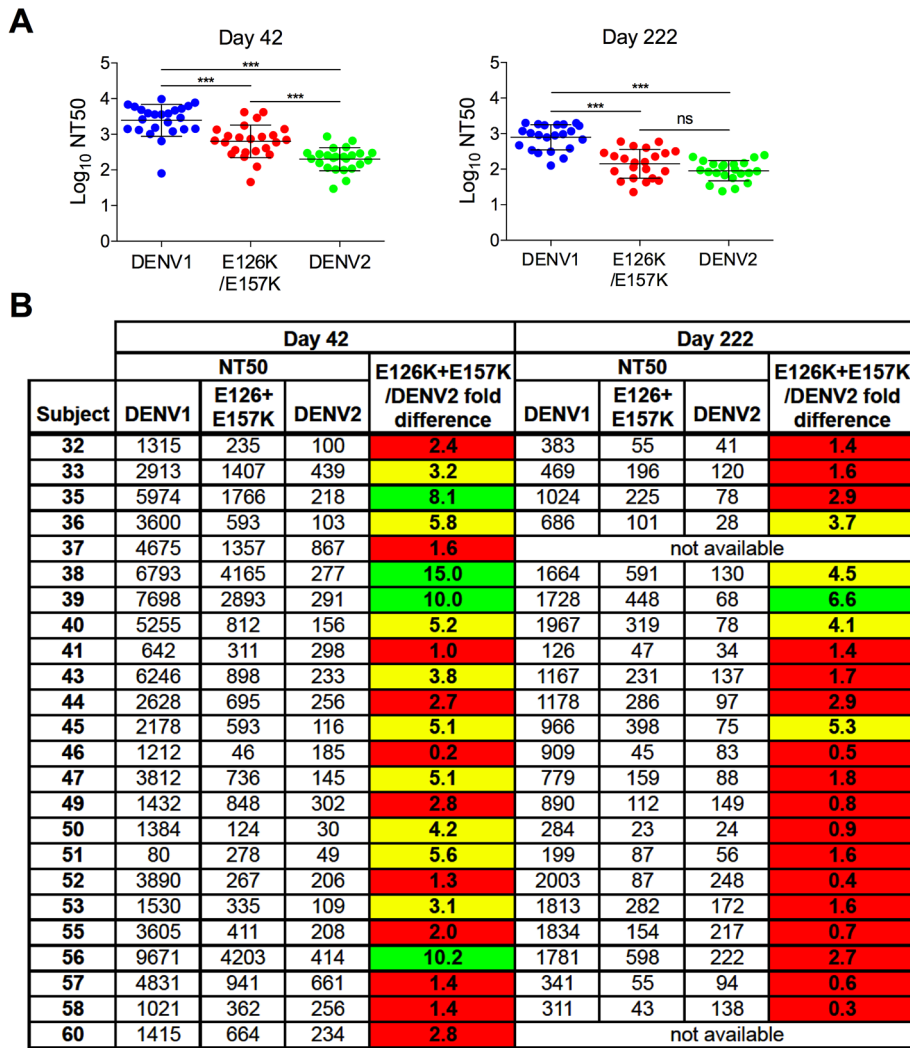 A
Day 42
Day 222
Log10 NT50
5
4
3
2
1
0
***
***
***
DENV1
E126K
/E157K
DENV2
Log10 NT50
5
4
3
2
1
0
***
***
ns
DENV1
E126K
/E157K
DENV2
B
Day 42 Day 222
NT50 E126K+E157K /DENV2 fold difference NT50 E126K+E157K /DENV2 fold difference
Subject DENV1 E126+ E157K DENV2 DENV1 E126+ E157K DENV2
32 1315 235 100 2.4 383 55 41 1.4
33 2913 1407 439 3.2 469 196 120 1.6
35 5974 1766 218 8.1 1024 225 78 2.9
36 3600 593 103 5.8 686 101 28 3.7
37 4675 1357 867 1.6 not available
38 6793 4165 277 15.0 1664 591 130 4.5
39 7698 2893 291 10.0 1728 448 68 6.6
40 5255 812 156 5.2 1967 319 78 4.1
41 642 311 298 1.0 126 47 34 1.4
43 6246 898 233 3.8 1167 231 137 1.7
44 2628 695 256 2.7 1178 286 97 2.9
45 2178 593 116 5.1 966 398 75 5.3
46 1212 46 185 0.2 909 45 83 0.5
47 3812 736 145 5.1 779 159 88 1.8
49 1432 848 302 2.8 890 112 149 0.8
50 1384 124 30 4.2 284 23 24 0.9
51 80 278 49 5.6 199 87 56 1.6
52 3890 267 206 1.3 2003 87 248 0.4
53 1530 335 109 3.1 1813 282 172 1.6
55 3605 411 208 2.0 1834 154 217 0.7
56 9671 4203 414 10.2 1781 598 222 2.7
57 4831 941 661 1.4 341 55 94 0.6
58 1021 362 256 1.4 311 43 138 0.3
60 1415 664 234 2.8 not available